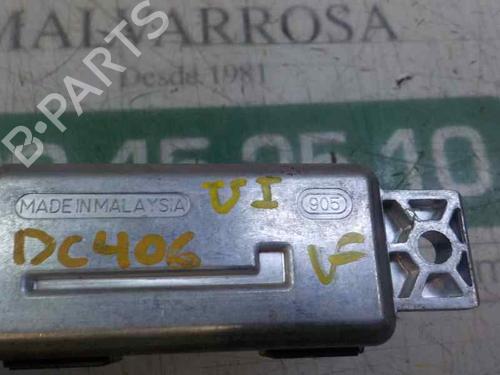 MALVARROSA
Desde 1981
B-PARTS
MADE IN MALAYSIA
VI
905
DC406